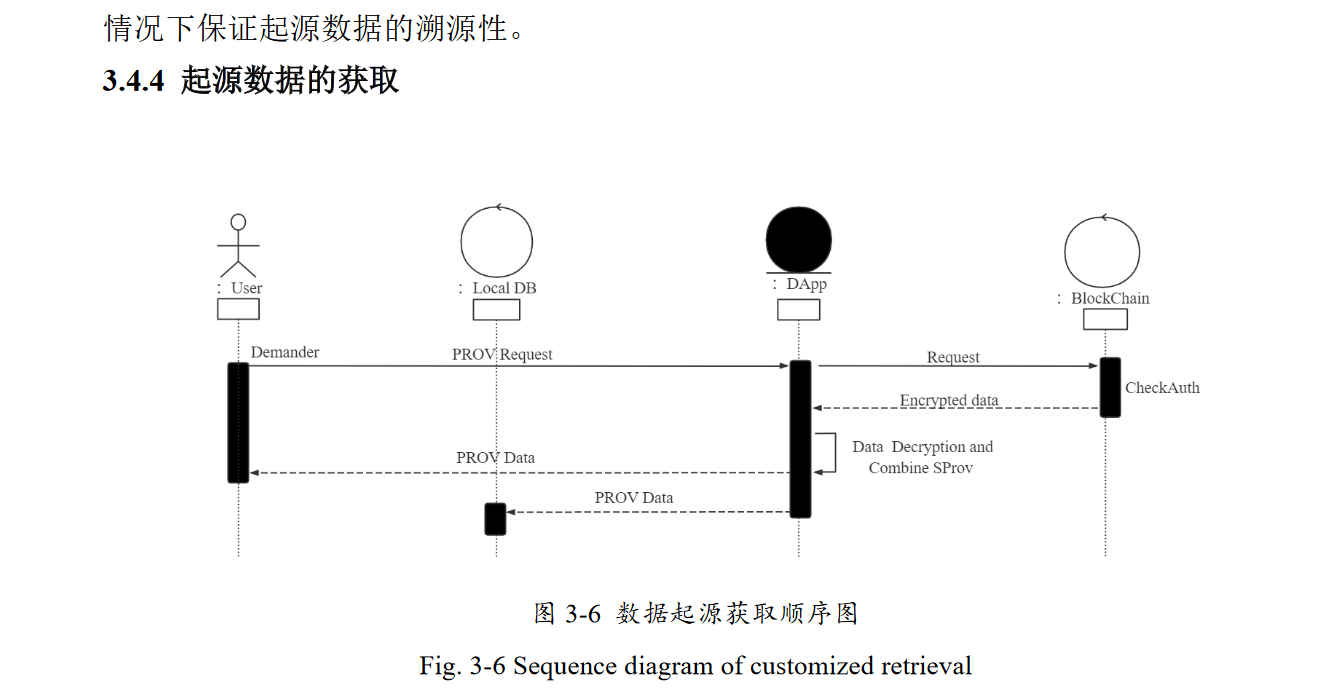 情况下保证起源数据的溯源性。
3.4.4 起源数据的获取
: User
: Local DB
: DApp
: BlockChain
Demander
PROV Request
Request
CheckAuth
Encrypted data
Data Decryption and
Combine SProv
PROV Data
PROV Data
图 3-6 数据起源获取顺序图
Fig. 3-6 Sequence diagram of customized retrieval